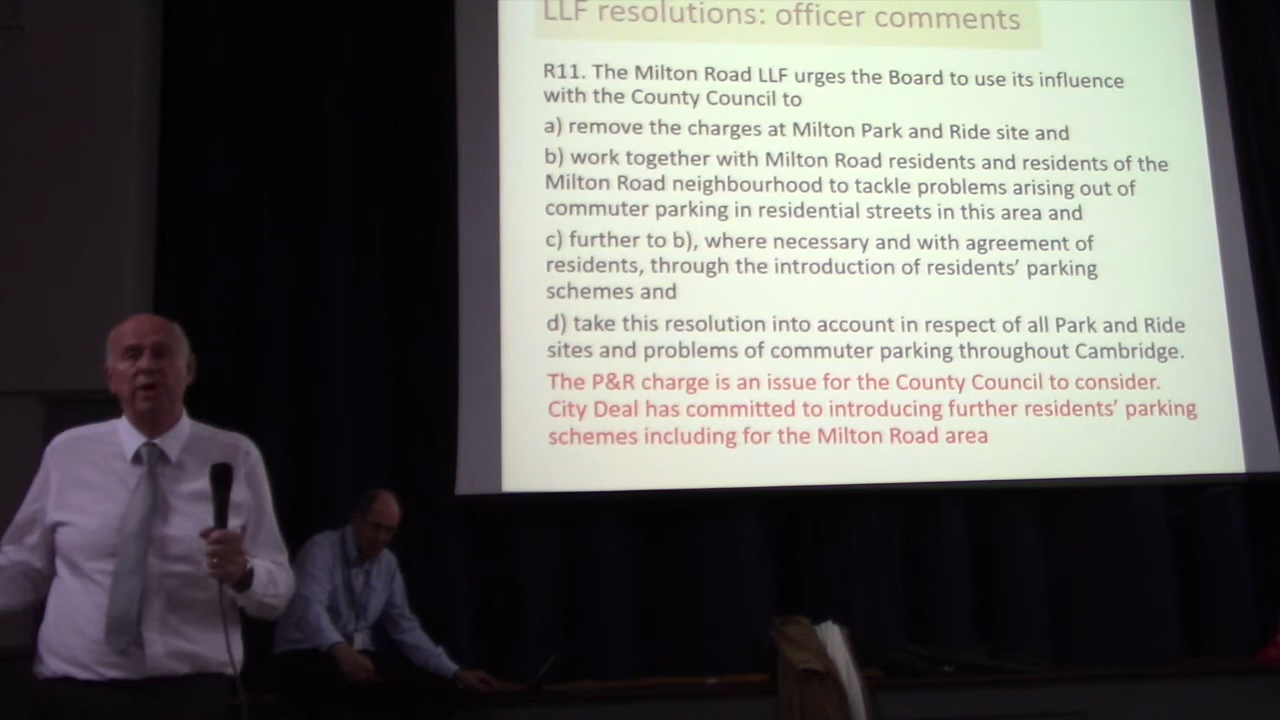 LLF resolutions: officer comments
R11. The Milton Road LLF urges the Board to use its influence
with the County Council to
a) remove the charges at Milton Park and Ride site and
b) work together with Milton Road residents and residents of the
Milton Road neighbourhood to tackle problems arising out of
commuter parking in residential streets in this area and
c) further to b), where necessary and with agreement of
residents, through the introduction of residents’ parking
schemes and
d) take this resolution into account in respect of all Park and Ride
sites and problems of commuter parking throughout Cambridge.
The P&R charge is an issue for the County Council to consider.
City Deal has committed to introducing further residents’ parking
schemes including for the Milton Road area